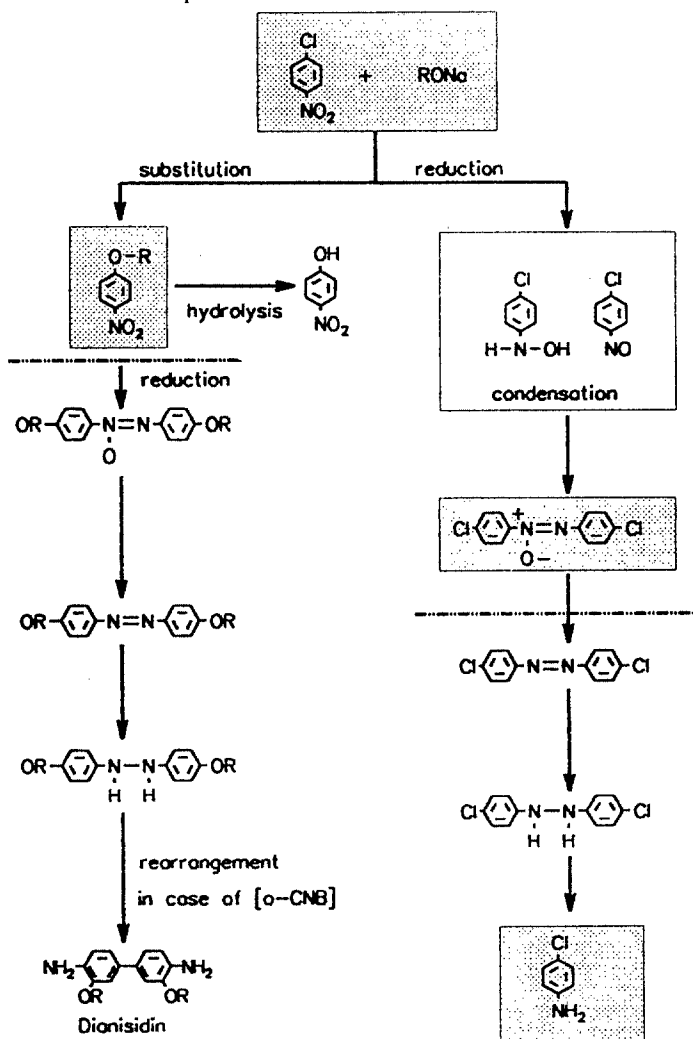 Cl
+ RONa
NO2
substitution reduction
O-R
NO2
hydrolysis
OH
NO2
Cl Cl
H-N-OH NO
condensation
reduction
OR N=N OR
O
Cl N=N Cl
+
O-
OR N=N OR
Cl N=N Cl
OR N-N OR
H H
Cl N-N Cl
H H
rearrangement
in case of [o-CNB]
NH2 NH2
OR OR
Dianisidin
Cl
NH2